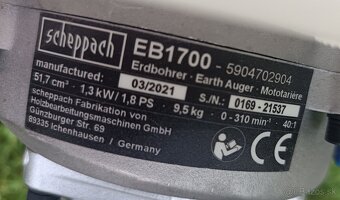 scheppach
EB1700 - 5904702904
Erdbohrer · Earth Auger · Mototarière
manufactured: 03/2021 S/N.: 0169 - 21537
51,7 cm³ · 1,3 kW / 1,8 PS · 9,5 kg · 0 - 310 min⁻¹ · 40:1
scheppach Fabrikation von
Holzbearbeitungsmaschinen GmbH
Günzburger Str. 69
89335 Ichenhausen / Germany
CE